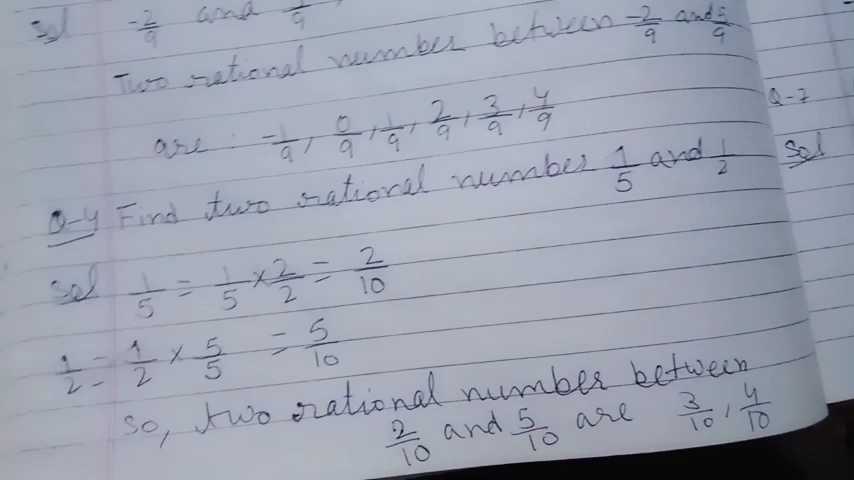 Sol -2/9 and
Two rational number between -2/9 and 5/9
are : -1/9, 0/9, 1/9, 2/9, 3/9, 4/9
Q-7
Q-4 Find two rational number 1/5 and 1/2
Sol
Sol 1/5 = 1/5 × 2/2 = 2/10
1/2 = 1/2 × 5/5 = 5/10
So, two rational number between
2/10 and 5/10 are 3/10, 4/10